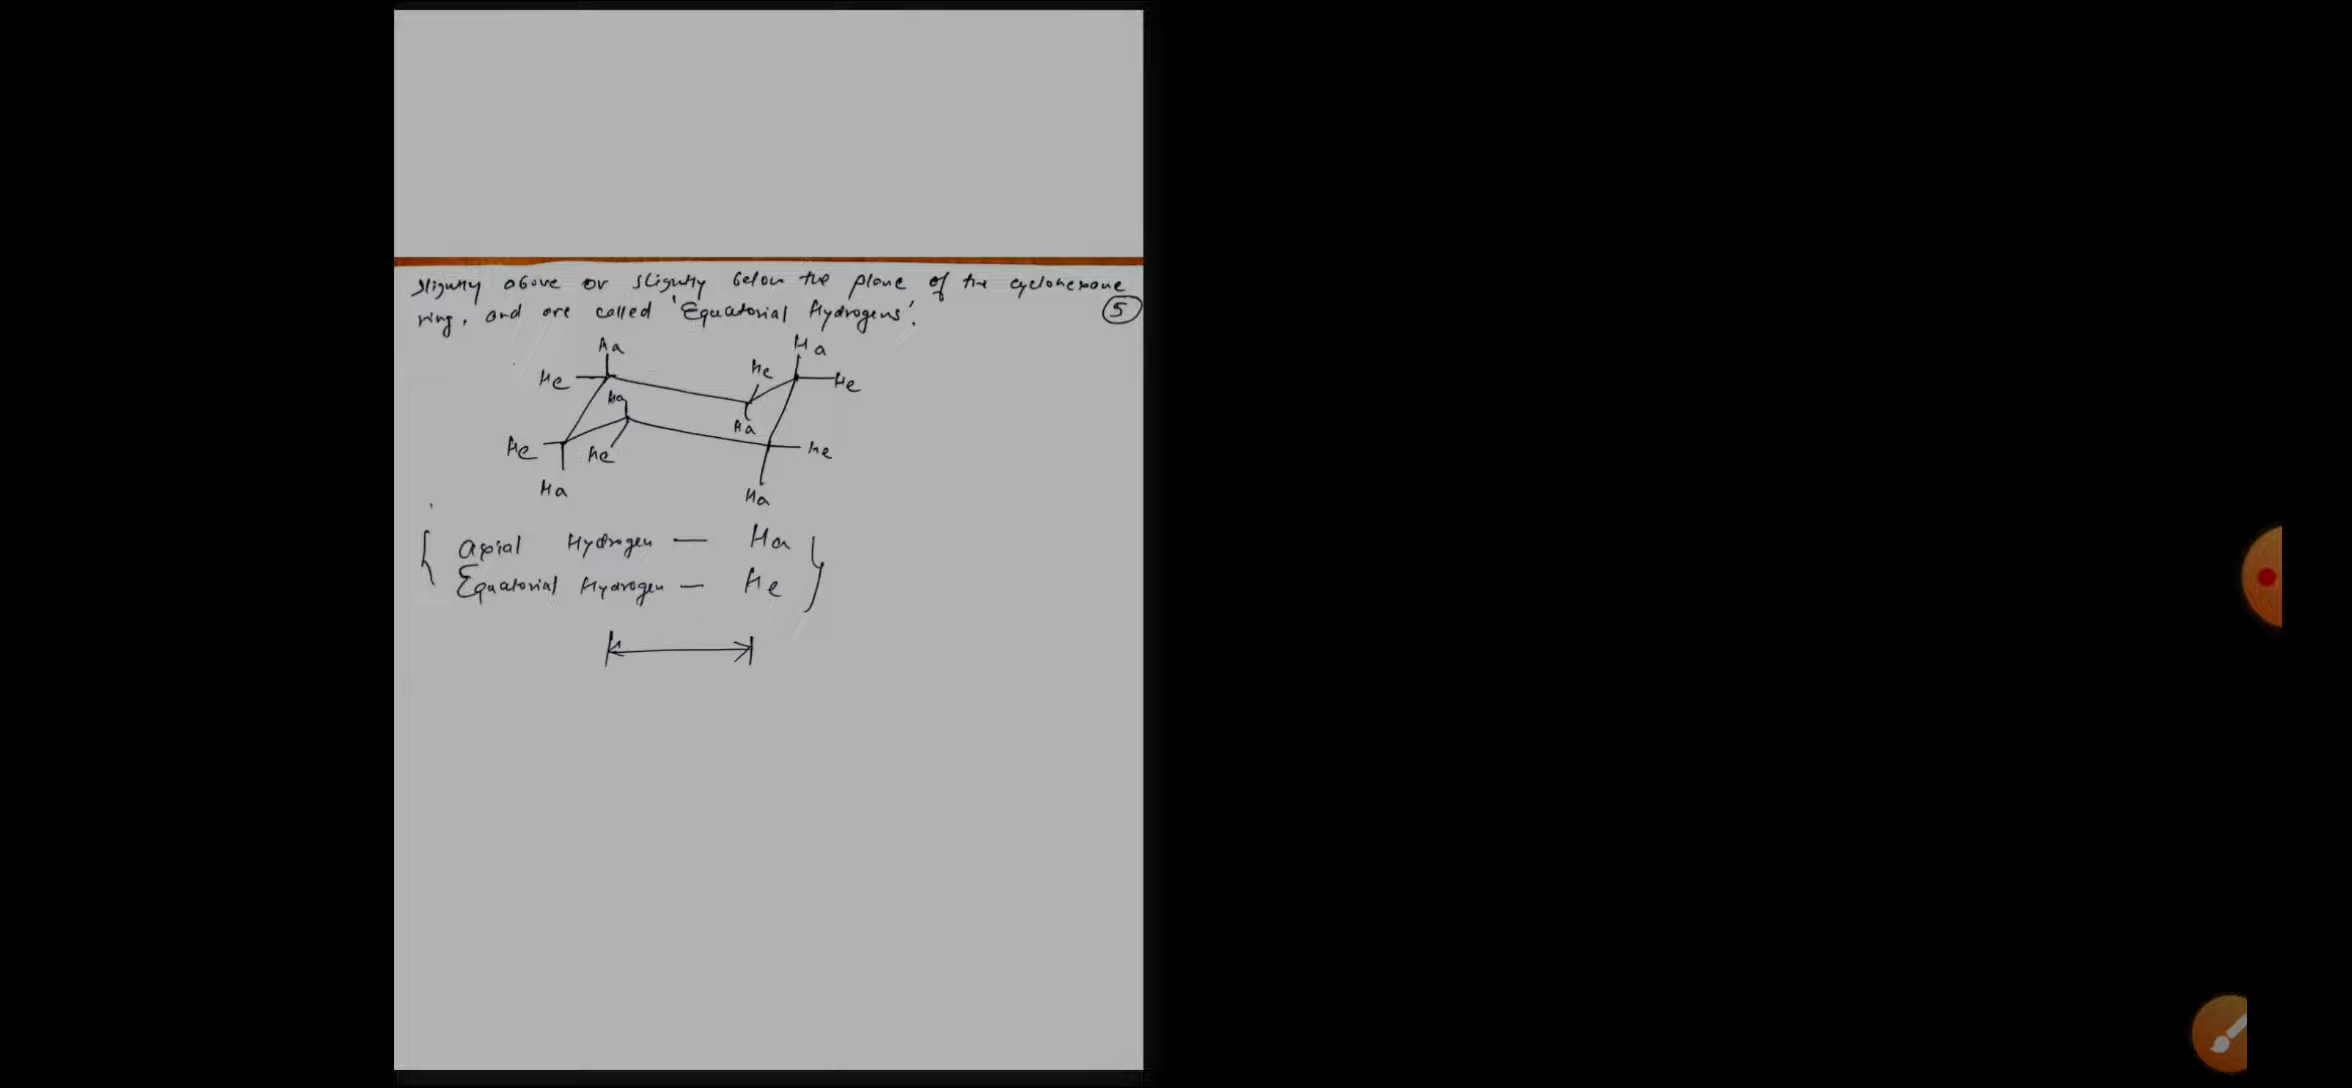 slightly above or slightly below the plane of the cyclohexane
ring, and are called 'Equatorial Hydrogens'.
5
Ha
Ha
He
He
He
Ha
Ha
He
He
He
Ha
Ha
{ axial Hydrogen — Ha }
Equatorial Hydrogen — He